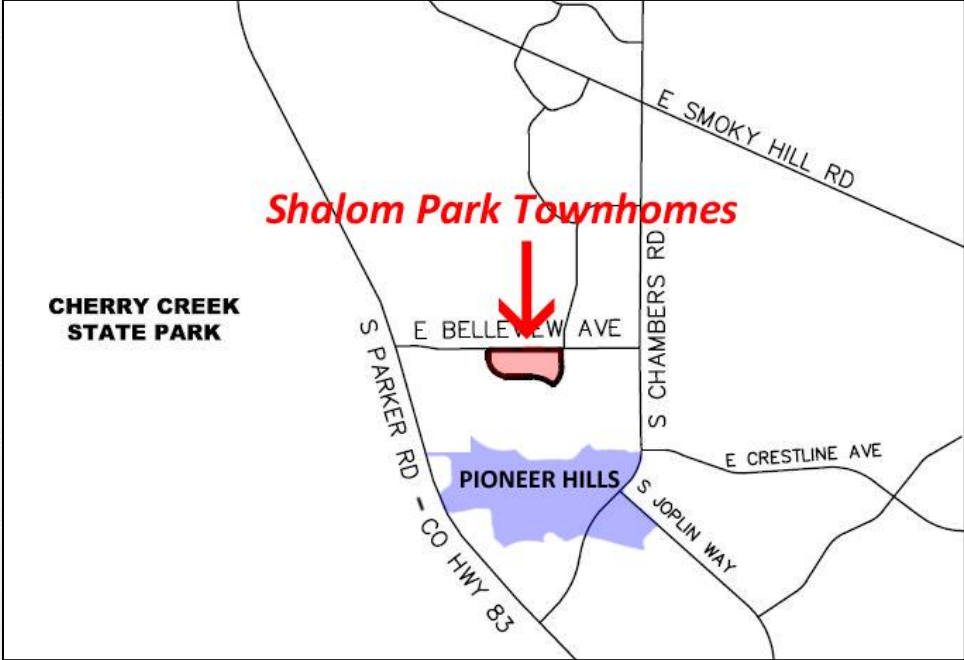 E SMOKY HILL RD
Shalom Park Townhomes
CHERRY CREEK
STATE PARK
E BELLEVIEW AVE
S CHAMBERS RD
S PARKER RD - CO HWY 83
PIONEER HILLS
E CRESTLINE AVE
S JOPLIN WAY